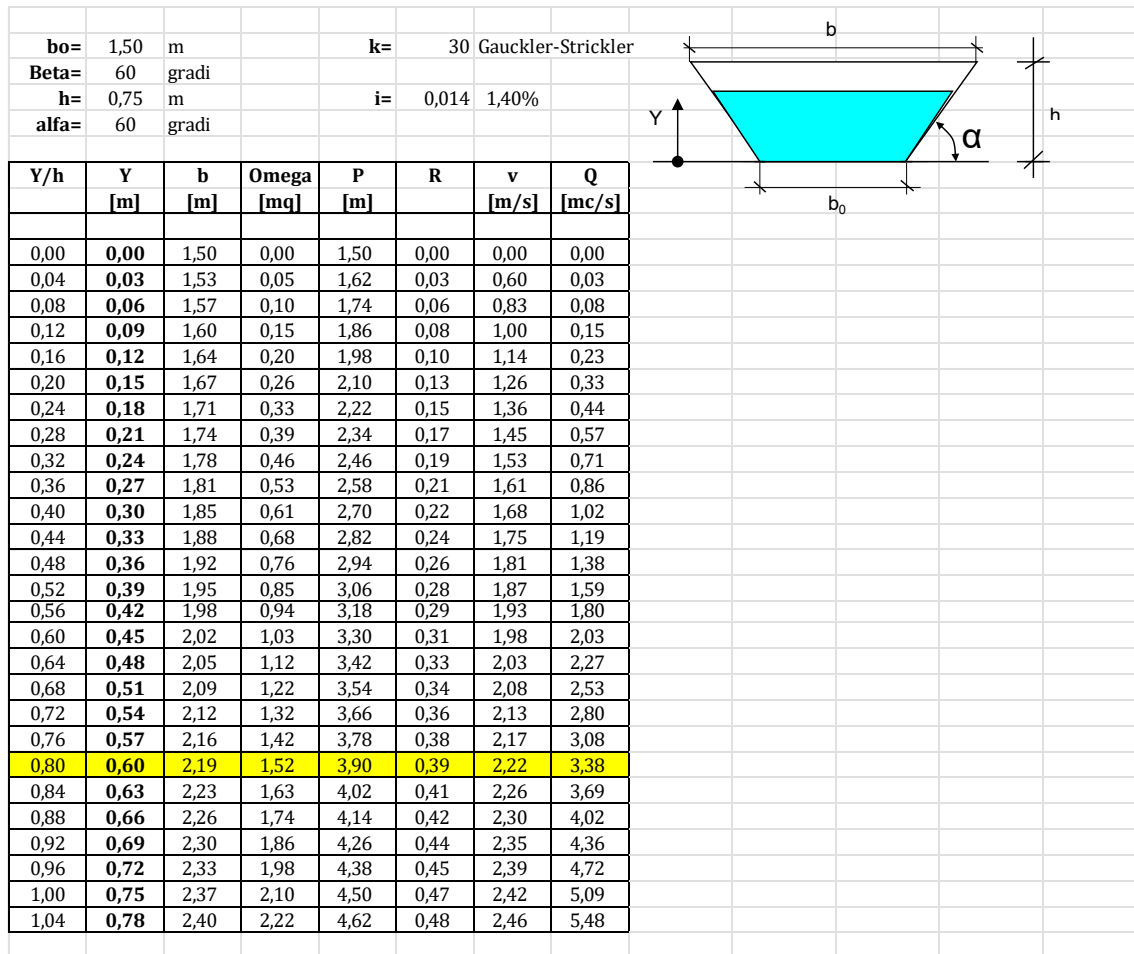 b
bo= 1,50 m k= 30 Gauckler-Strickler
Beta= 60 gradi
h= 0,75 m i= 0,014 1,40%
alfa= 60 gradi
Y
h
α
b0
Y/h Y b Omega P R v Q
[m] [m] [mq] [m] [m/s] [mc/s]
0,00 0,00 1,50 0,00 1,50 0,00 0,00 0,00
0,04 0,03 1,53 0,05 1,62 0,03 0,60 0,03
0,08 0,06 1,57 0,10 1,74 0,06 0,83 0,08
0,12 0,09 1,60 0,15 1,86 0,08 1,00 0,15
0,16 0,12 1,64 0,20 1,98 0,10 1,14 0,23
0,20 0,15 1,67 0,26 2,10 0,13 1,26 0,33
0,24 0,18 1,71 0,33 2,22 0,15 1,36 0,44
0,28 0,21 1,74 0,39 2,34 0,17 1,45 0,57
0,32 0,24 1,78 0,46 2,46 0,19 1,53 0,71
0,36 0,27 1,81 0,53 2,58 0,21 1,61 0,86
0,40 0,30 1,85 0,61 2,70 0,22 1,68 1,02
0,44 0,33 1,88 0,68 2,82 0,24 1,75 1,19
0,48 0,36 1,92 0,76 2,94 0,26 1,81 1,38
0,52 0,39 1,95 0,85 3,06 0,28 1,87 1,59
0,56 0,42 1,98 0,94 3,18 0,29 1,93 1,80
0,60 0,45 2,02 1,03 3,30 0,31 1,98 2,03
0,64 0,48 2,05 1,12 3,42 0,33 2,03 2,27
0,68 0,51 2,09 1,22 3,54 0,34 2,08 2,53
0,72 0,54 2,12 1,32 3,66 0,36 2,13 2,80
0,76 0,57 2,16 1,42 3,78 0,38 2,17 3,08
0,80 0,60 2,19 1,52 3,90 0,39 2,22 3,38
0,84 0,63 2,23 1,63 4,02 0,41 2,26 3,69
0,88 0,66 2,26 1,74 4,14 0,42 2,30 4,02
0,92 0,69 2,30 1,86 4,26 0,44 2,35 4,36
0,96 0,72 2,33 1,98 4,38 0,45 2,39 4,72
1,00 0,75 2,37 2,10 4,50 0,47 2,42 5,09
1,04 0,78 2,40 2,22 4,62 0,48 2,46 5,48